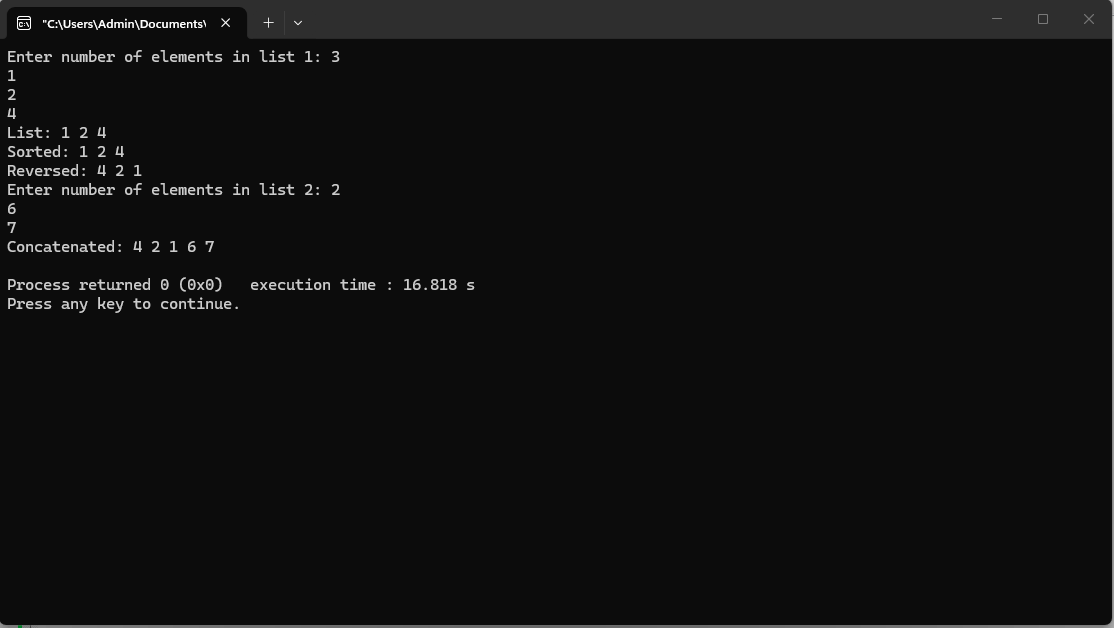 "C:\Users\Admin\Documents\
Enter number of elements in list 1: 3
1
2
4
List: 1 2 4
Sorted: 1 2 4
Reversed: 4 2 1
Enter number of elements in list 2: 2
6
7
Concatenated: 4 2 1 6 7
Process returned 0 (0x0)   execution time : 16.818 s
Press any key to continue.